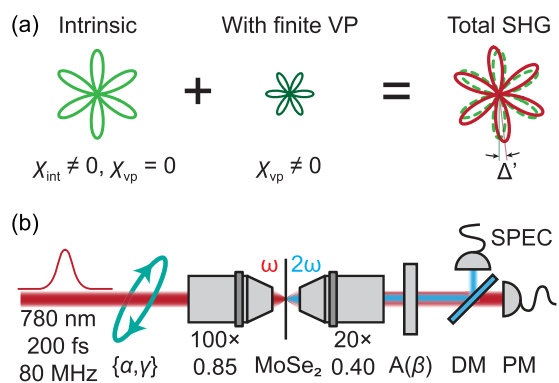 (a) Intrinsic With finite VP Total SHG
+ =
χint ≠ 0, χvp = 0 χvp ≠ 0 Δ'
(b)
SPEC
ω 2ω
780 nm
200 fs
80 MHz
{α,γ}
100×
0.85
MoSe₂
20×
0.40
A(β)
DM
PM